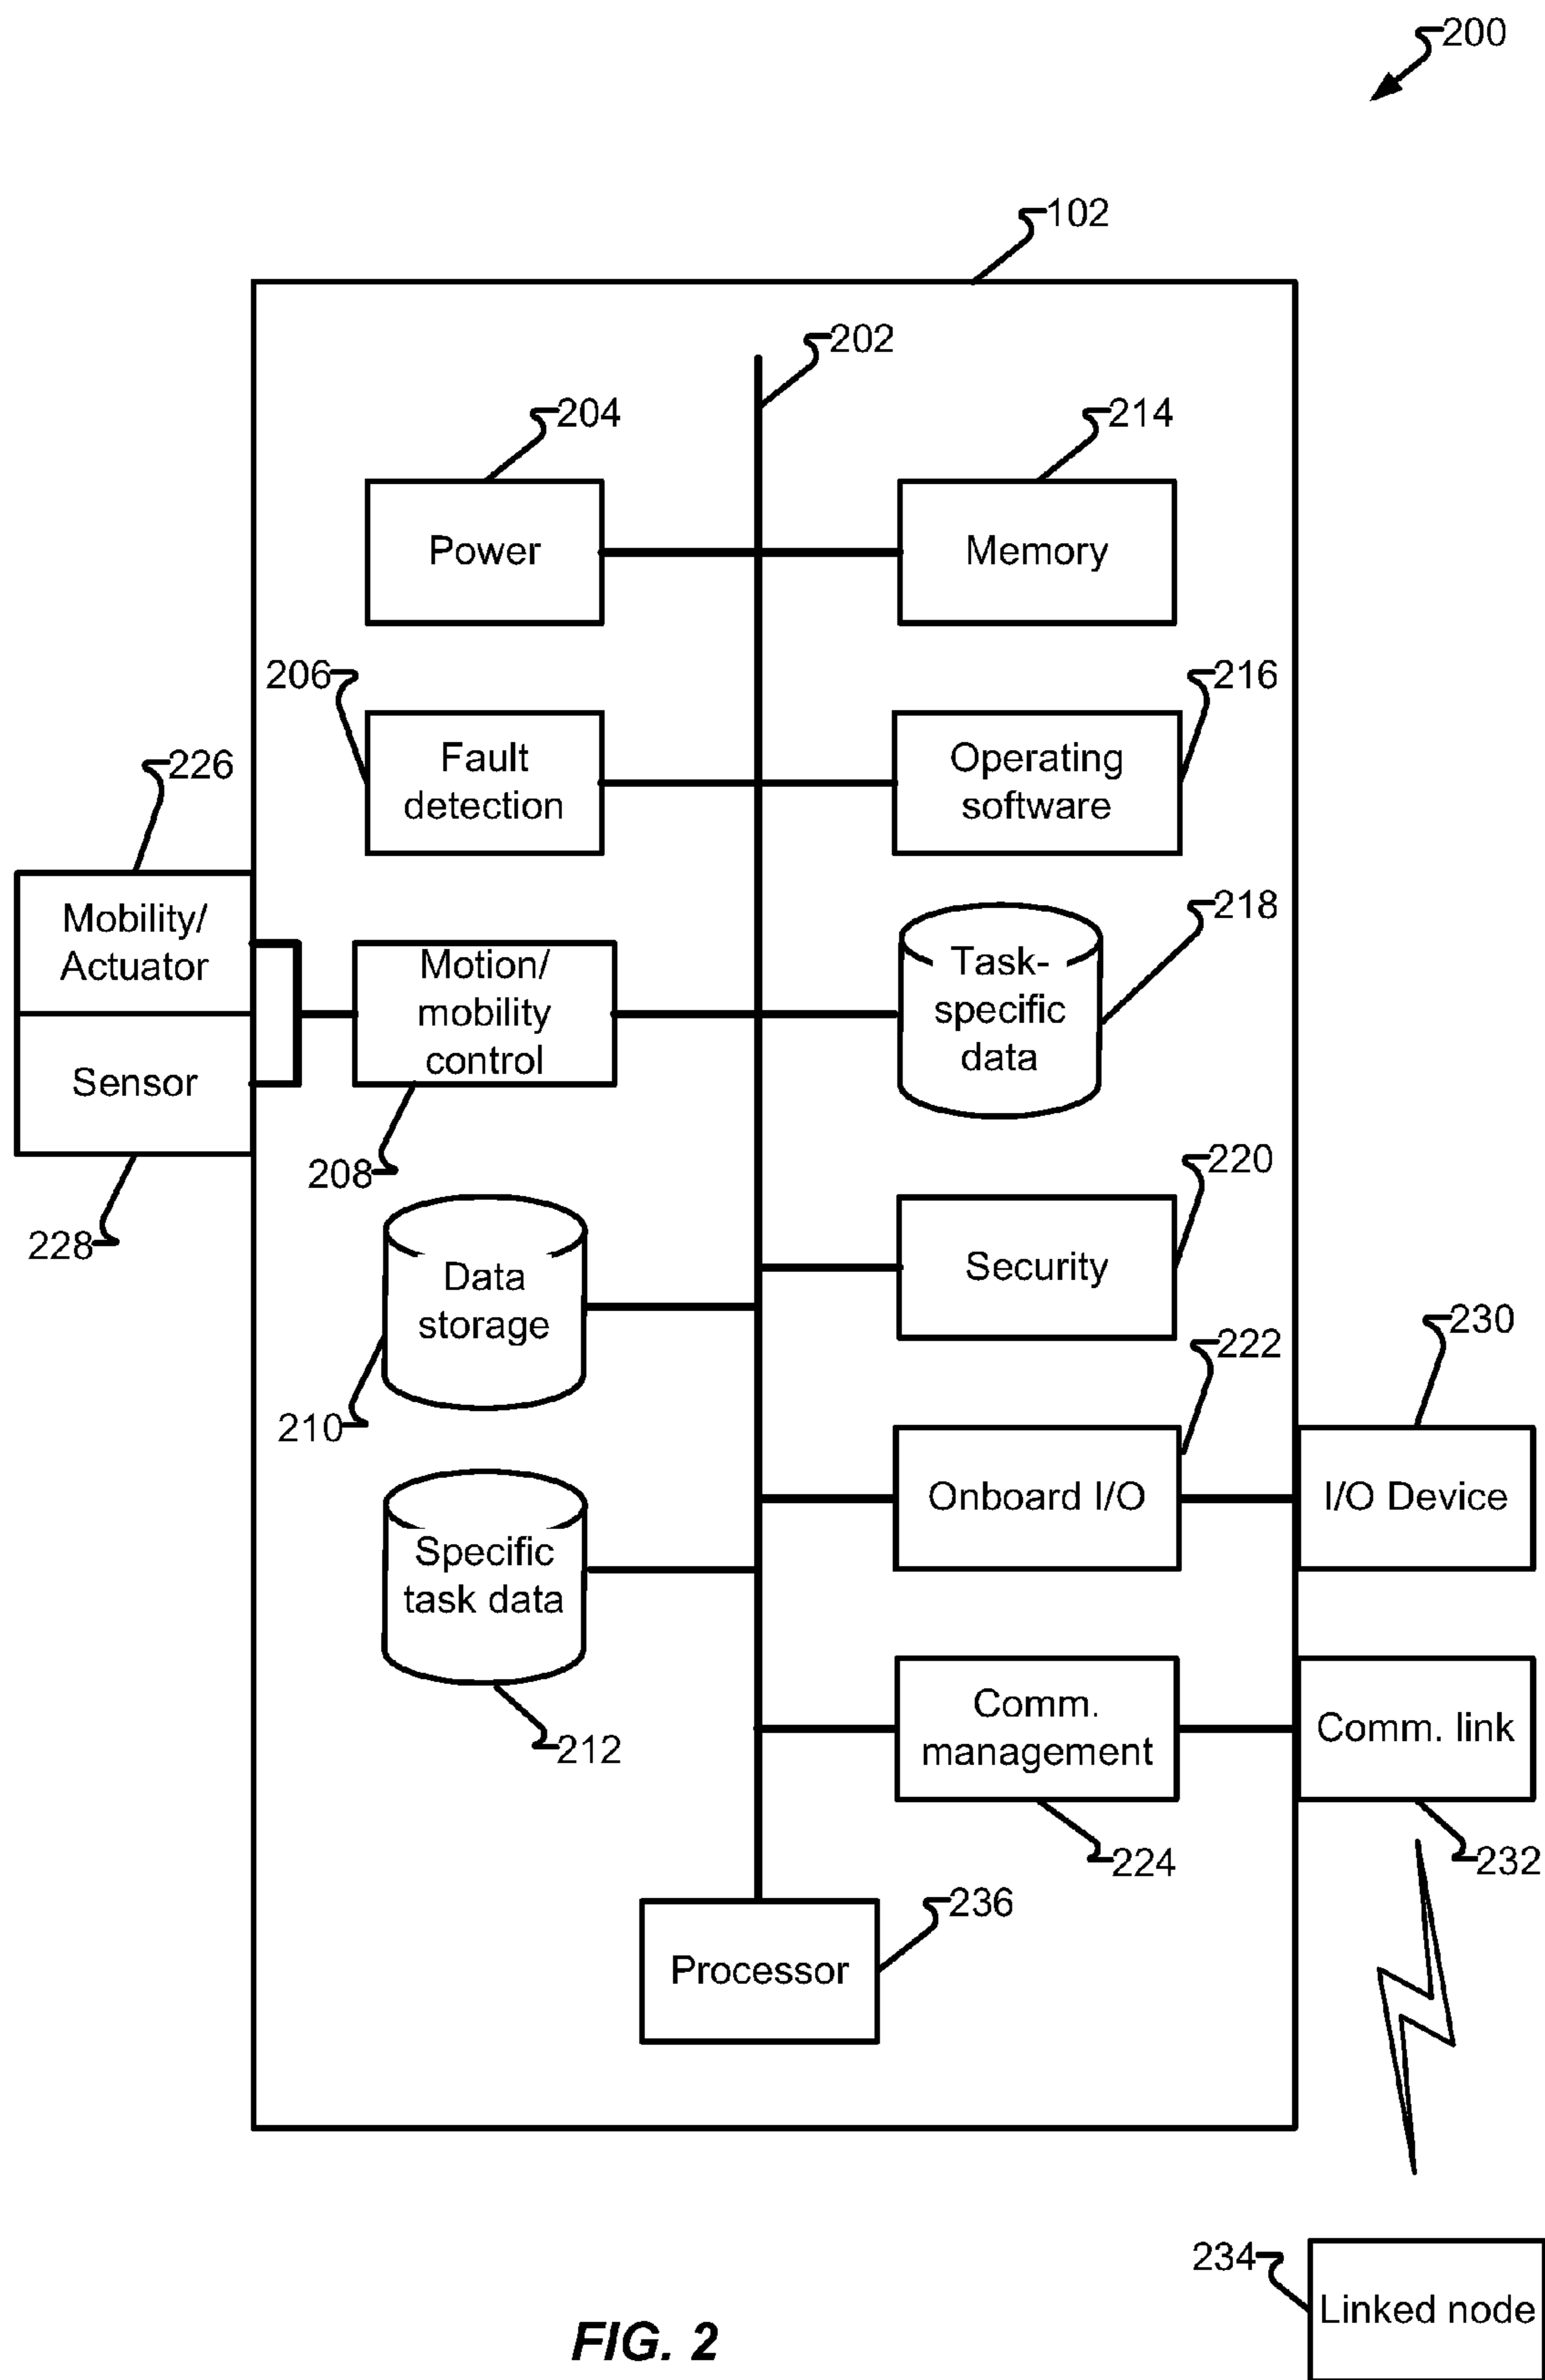 200
102
202
204
214
Power
Memory
206
216
Fault
detection
Operating
software
226
218
Mobility/
Actuator
Motion/
mobility
control
Task-
specific
data
Sensor
208
220
228
Data
storage
Security
230
222
210
Onboard I/O
I/O Device
Specific
task data
212
Comm.
management
Comm. link
224
232
236
Processor
234
Linked node
FIG. 2